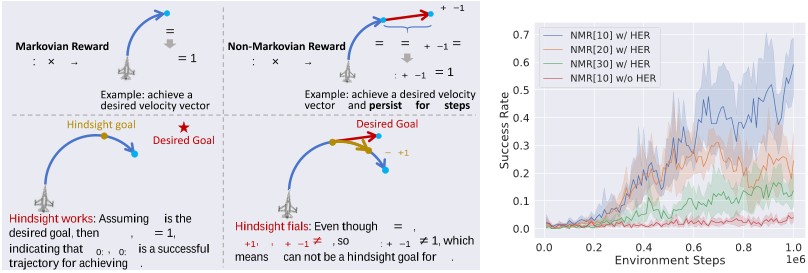 Markovian Reward
: × →
=
= 1
Example: achieve a
desired velocity vector
Non-Markovian Reward
: × →
+ −1
= = + −1 =
: + −1 = 1
Example: achieve a desired velocity
vector and persist for steps
Hindsight goal
Desired Goal
Hindsight works: Assuming is the
desired goal, then , = 1,
indicating that 0: , 0: is a successful
trajectory for achieving .
Desired Goal
− +1
Hindsight fials: Even though = ,
+1, , + −1 ≠ , so : + −1 ≠ 1, which
means can not be a hindsight goal for .
Success Rate
0.7
0.6
0.5
0.4
0.3
0.2
0.1
0.0
NMR[10] w/ HER
NMR[20] w/ HER
NMR[30] w/ HER
NMR[10] w/o HER
0.0 0.2 0.4 0.6 0.8 1.0
1e6
Environment Steps